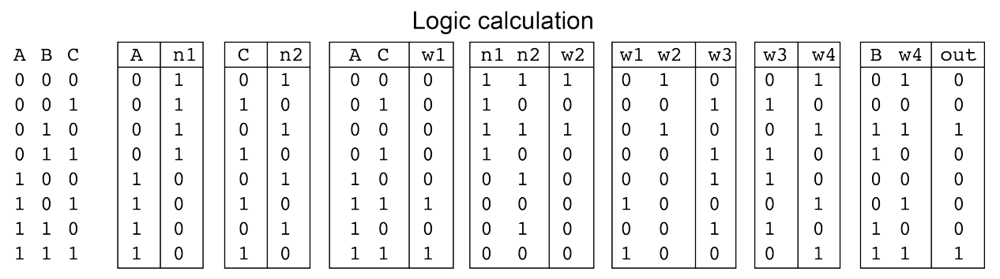 Logic calculation
A B C A n1 C n2 A C w1 n1 n2 w2 w1 w2 w3 w3 w4 B w4 out
0 0 0 0 1 0 1 0 0 0 1 1 1 0 1 0 0 1 0 1 0
0 0 1 0 1 1 0 0 1 0 1 0 0 0 0 1 1 0 0 0 0
0 1 0 0 1 0 1 0 0 0 1 1 1 0 1 0 0 1 1 1 1
0 1 1 0 1 1 0 0 1 0 1 0 0 0 0 1 1 0 1 0 0
1 0 0 1 0 0 1 1 0 0 0 1 0 0 0 1 1 0 0 0 0
1 0 1 1 0 1 0 1 1 1 0 0 0 1 0 0 0 1 0 1 0
1 1 0 1 0 0 1 1 0 0 0 1 0 0 0 1 1 0 1 0 0
1 1 1 1 0 1 0 1 1 1 0 0 0 1 0 0 0 1 1 1 1